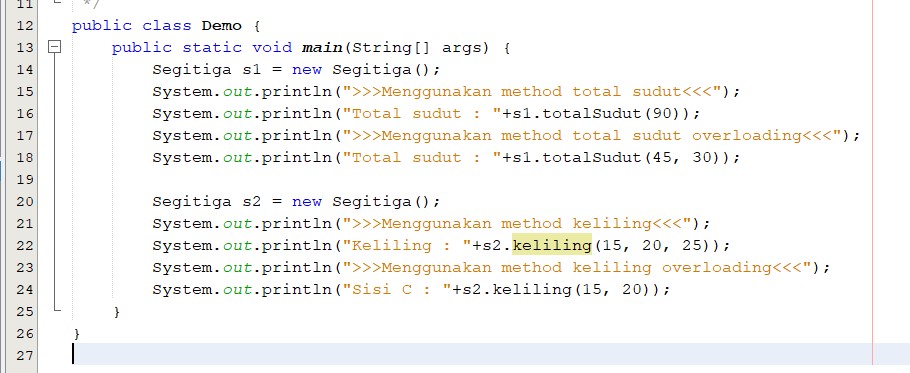 11 */
12 public class Demo {
13 public static void main(String[] args) {
14 Segitiga s1 = new Segitiga();
15 System.out.println(">>>Menggunakan method total sudut<<<");
16 System.out.println("Total sudut : "+s1.totalSudut(90));
17 System.out.println(">>>Menggunakan method total sudut overloading<<<");
18 System.out.println("Total sudut : "+s1.totalSudut(45, 30));
19
20 Segitiga s2 = new Segitiga();
21 System.out.println(">>>Menggunakan method keliling<<<");
22 System.out.println("Keliling : "+s2.keliling(15, 20, 25));
23 System.out.println(">>>Menggunakan method keliling overloading<<<");
24 System.out.println("Sisi C : "+s2.keliling(15, 20));
25 }
26 }
27